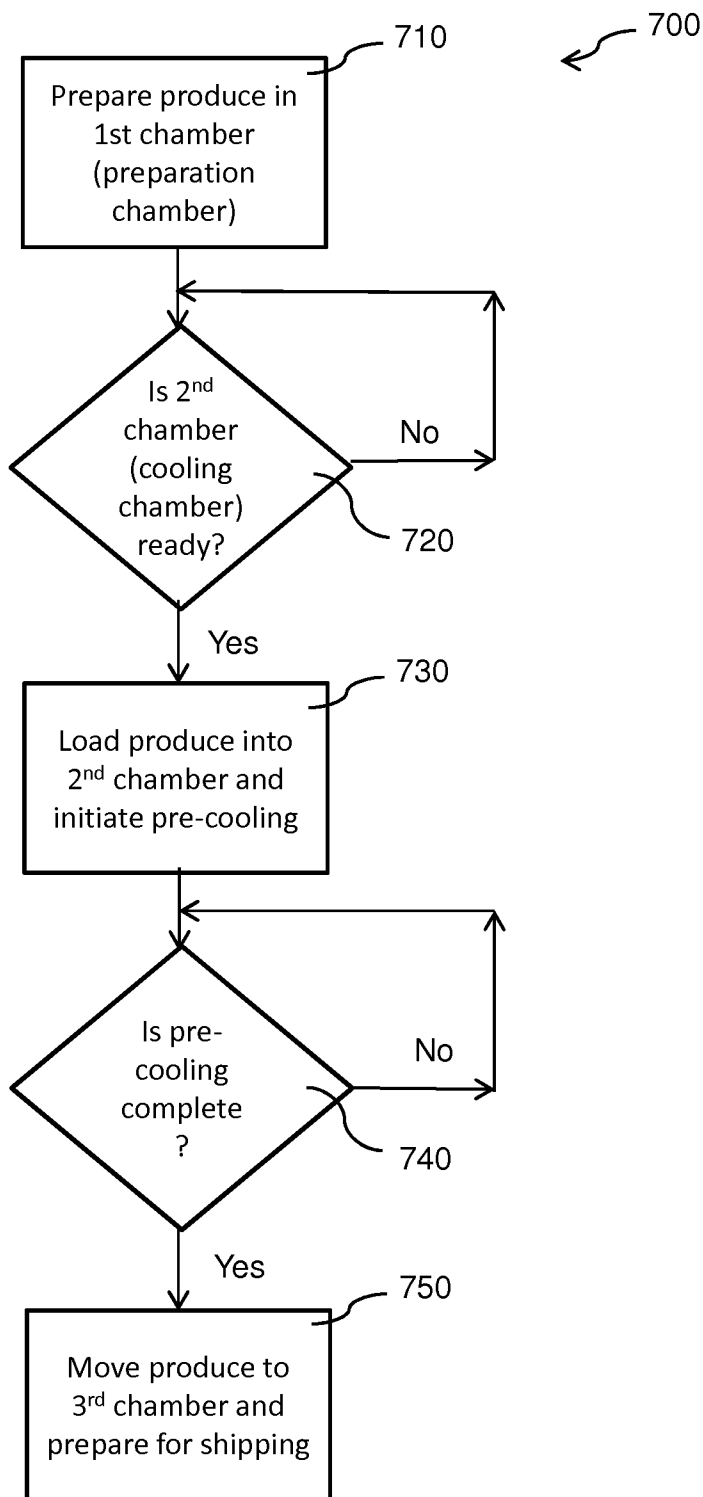 700
710
Prepare produce in
1st chamber
(preparation
chamber)
Is 2nd
chamber
(cooling
chamber)
ready?
No
720
Yes
730
Load produce into
2nd chamber and
initiate pre-cooling
Is pre-
cooling
complete
?
No
740
Yes
750
Move produce to
3rd chamber and
prepare for shipping